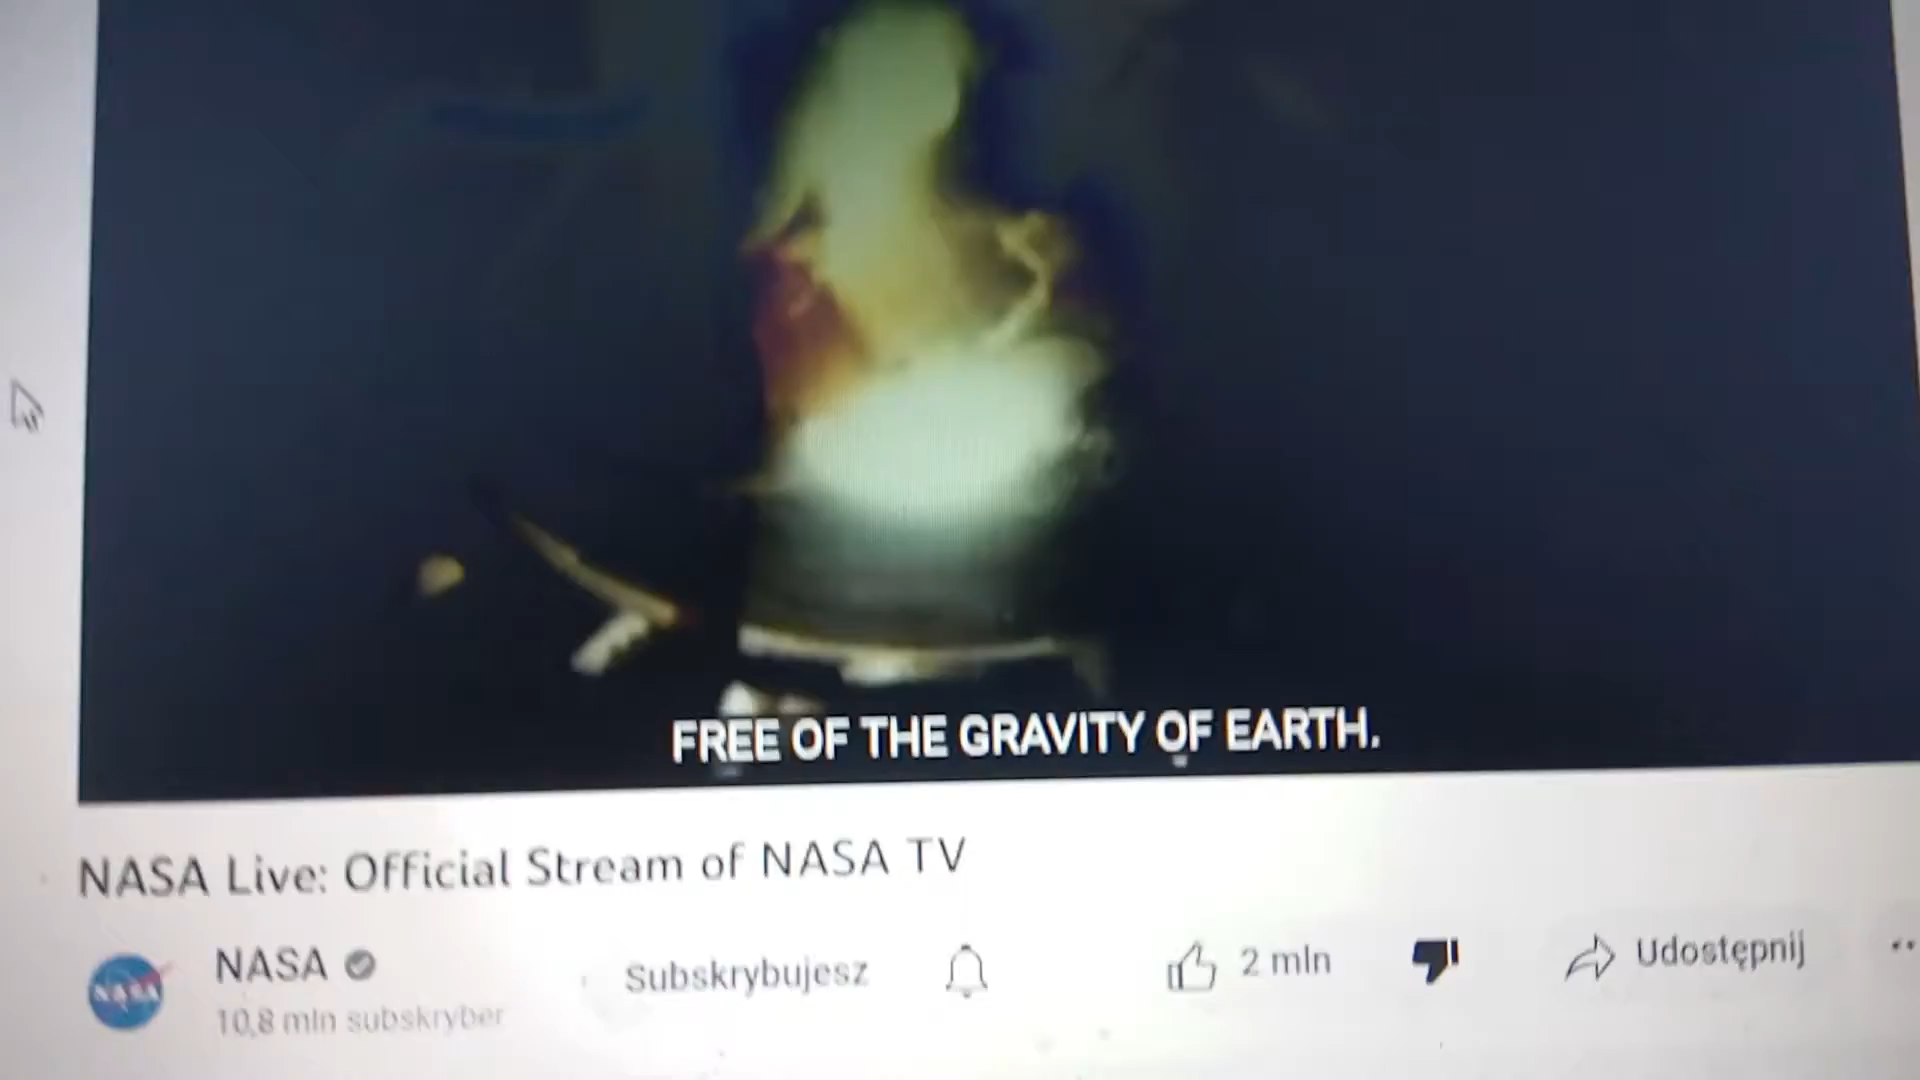 FREE OF THE GRAVITY OF EARTH.
NASA Live: Official Stream of NASA TV
NASA
NASA
10,8 mln subskryber
Subskrybujesz
2 mln
Udostępnij